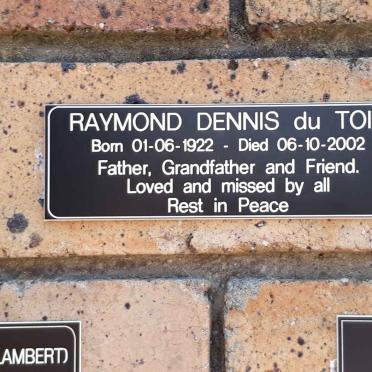 RAYMOND DENNIS du TOI
Born 01-06-1922 - Died 06-10-2002
Father, Grandfather and Friend.
Loved and missed by all
Rest in Peace
LAMBERT)